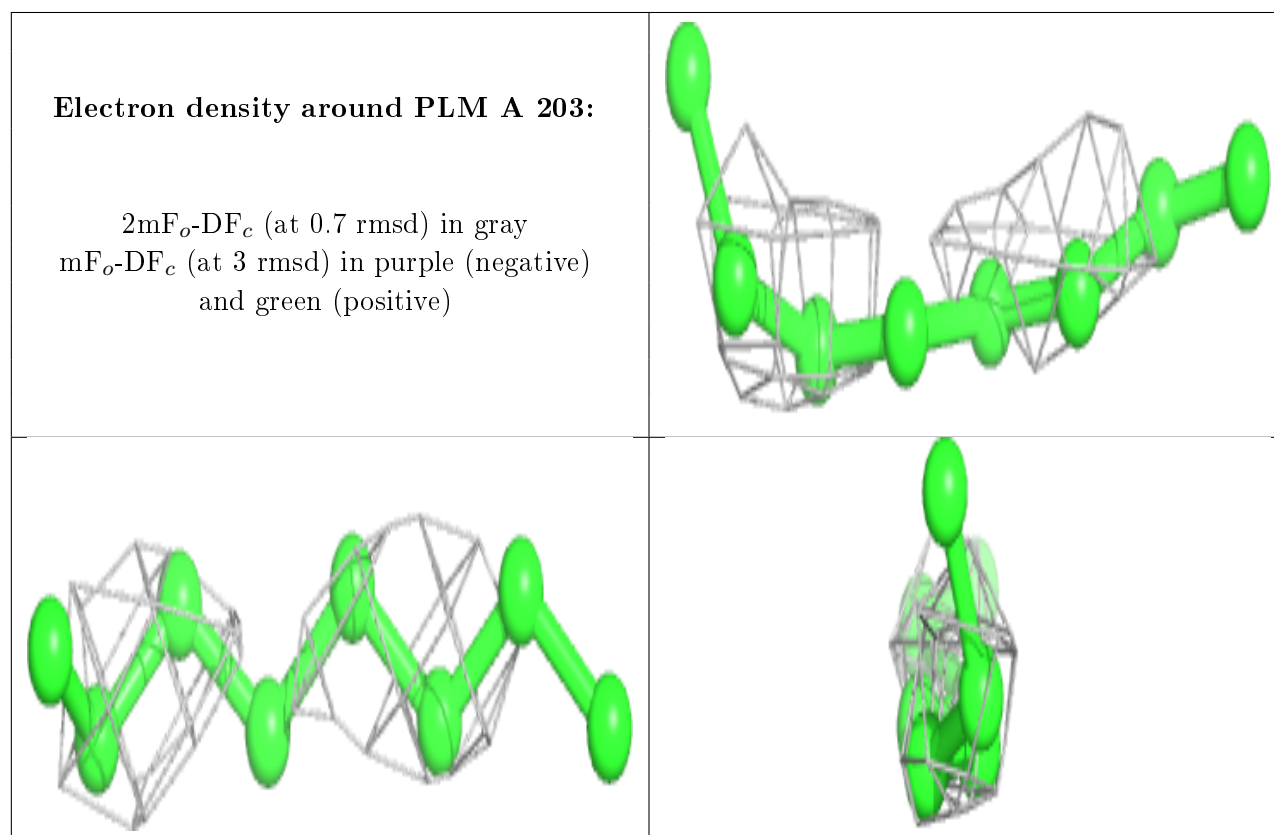 Electron density around PLM A 203:
2mFo-DFc (at 0.7 rmsd) in gray
mFo-DFc (at 3 rmsd) in purple (negative)
and green (positive)